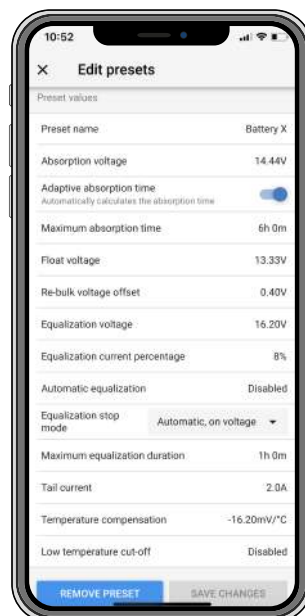 10:52
× Edit presets
Preset values
Preset name Battery X
Absorption voltage 14.44V
Adaptive absorption time
Automatically calculates the absorption time
Maximum absorption time 6h 0m
Float voltage 13.33V
Re-bulk voltage offset 0.40V
Equalization voltage 16.20V
Equalization current percentage 8%
Automatic equalization Disabled
Equalization stop mode Automatic, on voltage
Maximum equalization duration 1h 0m
Tail current 2.0A
Temperature compensation -16.20mV/°C
Low temperature cut-off Disabled
REMOVE PRESET SAVE CHANGES